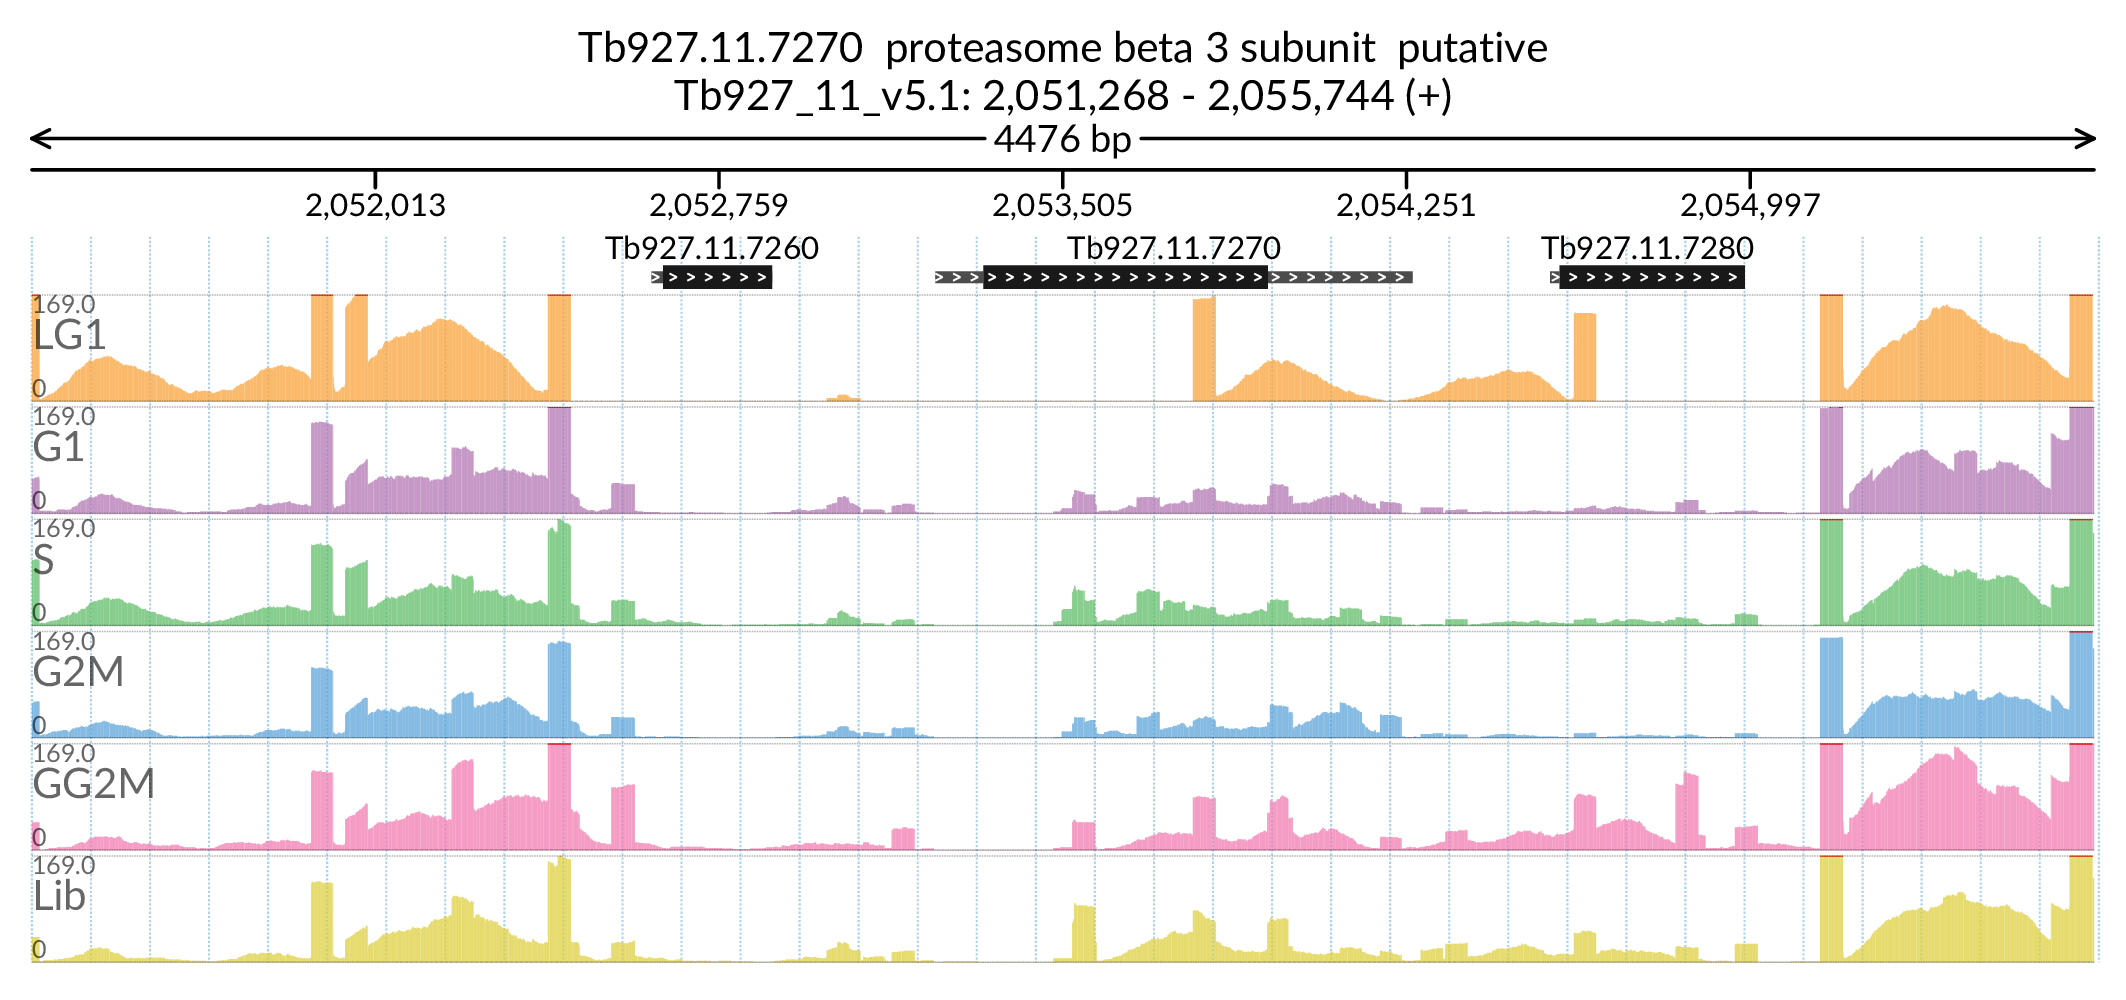 Tb927.11.7270  proteasome beta 3 subunit  putative
Tb927_11_v5.1: 2,051,268 - 2,055,744 (+)
4476 bp
2,052,013 2,052,759 2,053,505 2,054,251 2,054,997
Tb927.11.7260 Tb927.11.7270 Tb927.11.7280
169.0
LG1
0
169.0
G1
0
169.0
S
0
169.0
G2M
0
169.0
GG2M
0
169.0
Lib
0